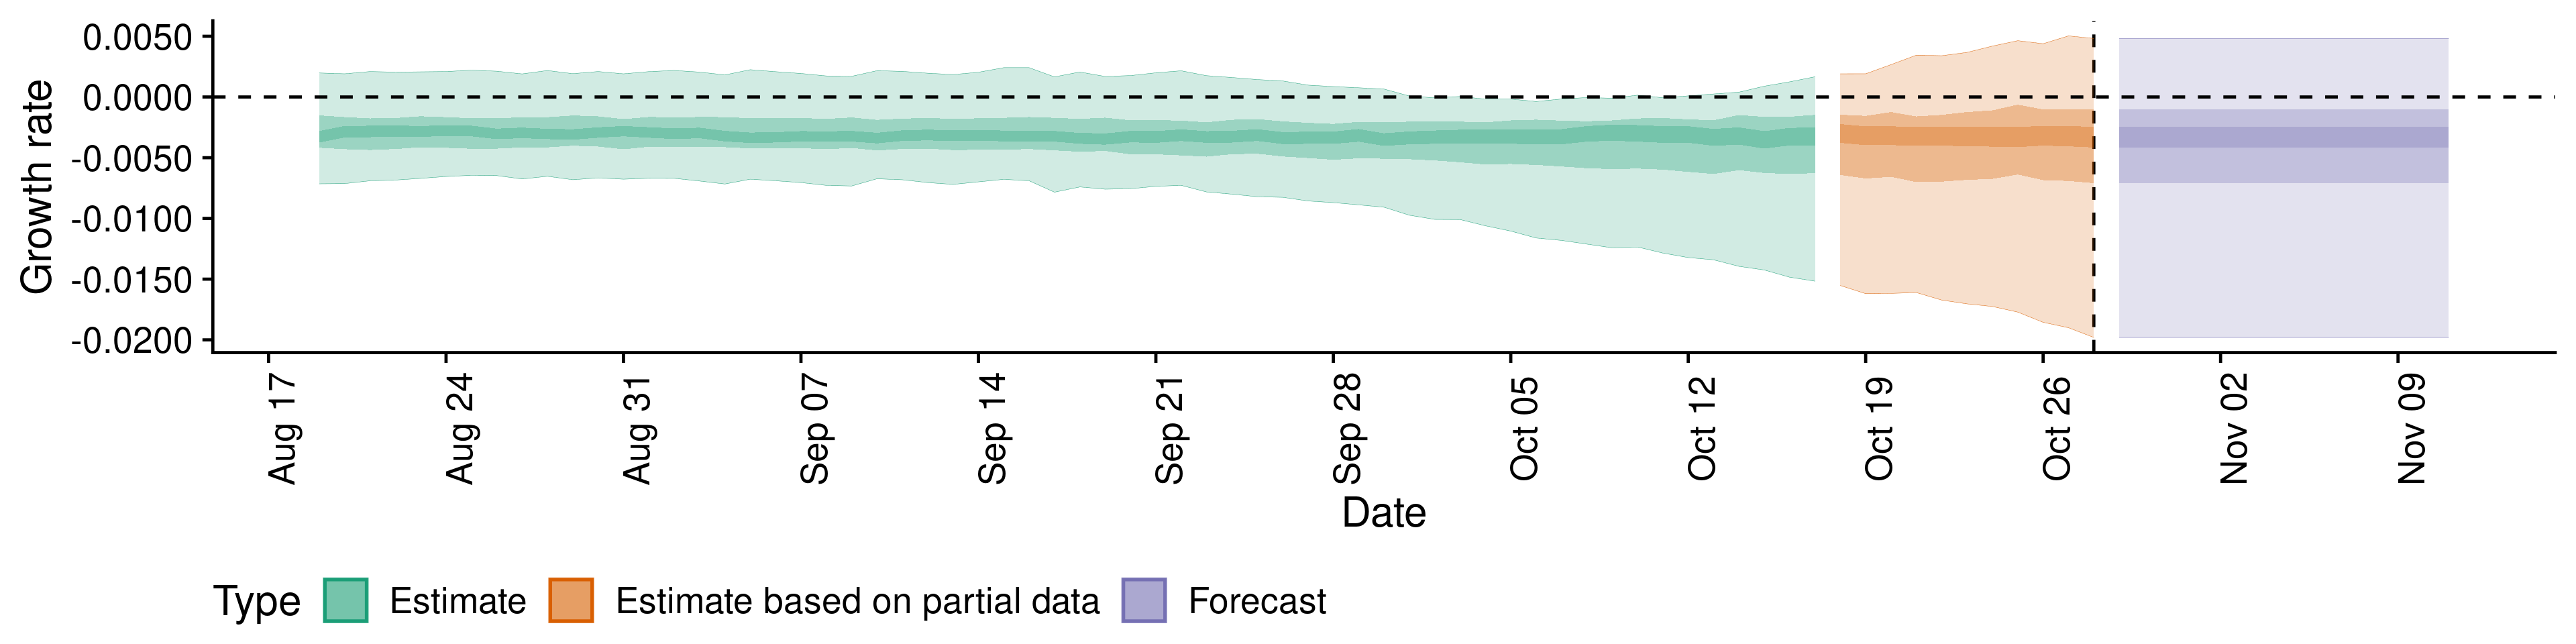 Growth rate
0.0050
0.0000
-0.0050
-0.0100
-0.0150
-0.0200
Aug 17
Aug 24
Aug 31
Sep 07
Sep 14
Sep 21
Sep 28
Oct 05
Oct 12
Oct 19
Oct 26
Nov 02
Nov 09
Date
Type Estimate Estimate based on partial data Forecast